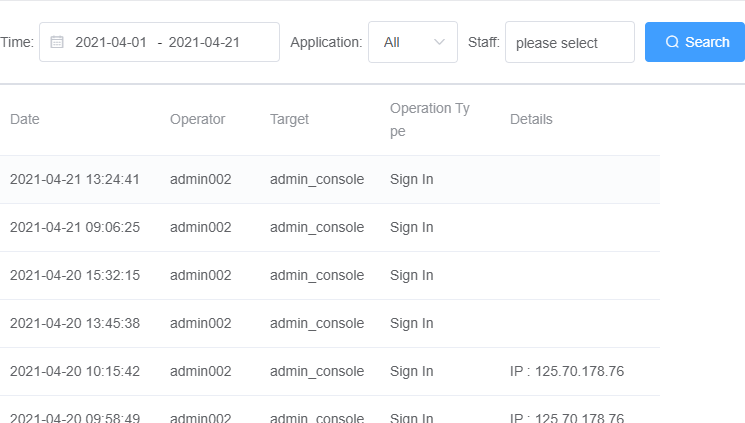 Time: 2021-04-01 - 2021-04-21 Application: All Staff: please select Search
Date Operator Target Operation Ty
pe Details
2021-04-21 13:24:41 admin002 admin_console Sign In
2021-04-21 09:06:25 admin002 admin_console Sign In
2021-04-20 15:32:15 admin002 admin_console Sign In
2021-04-20 13:45:38 admin002 admin_console Sign In
2021-04-20 10:15:42 admin002 admin_console Sign In IP : 125.70.178.76
2021-04-20 09:58:49 admin002 admin_console Sign In IP : 125.70.178.76